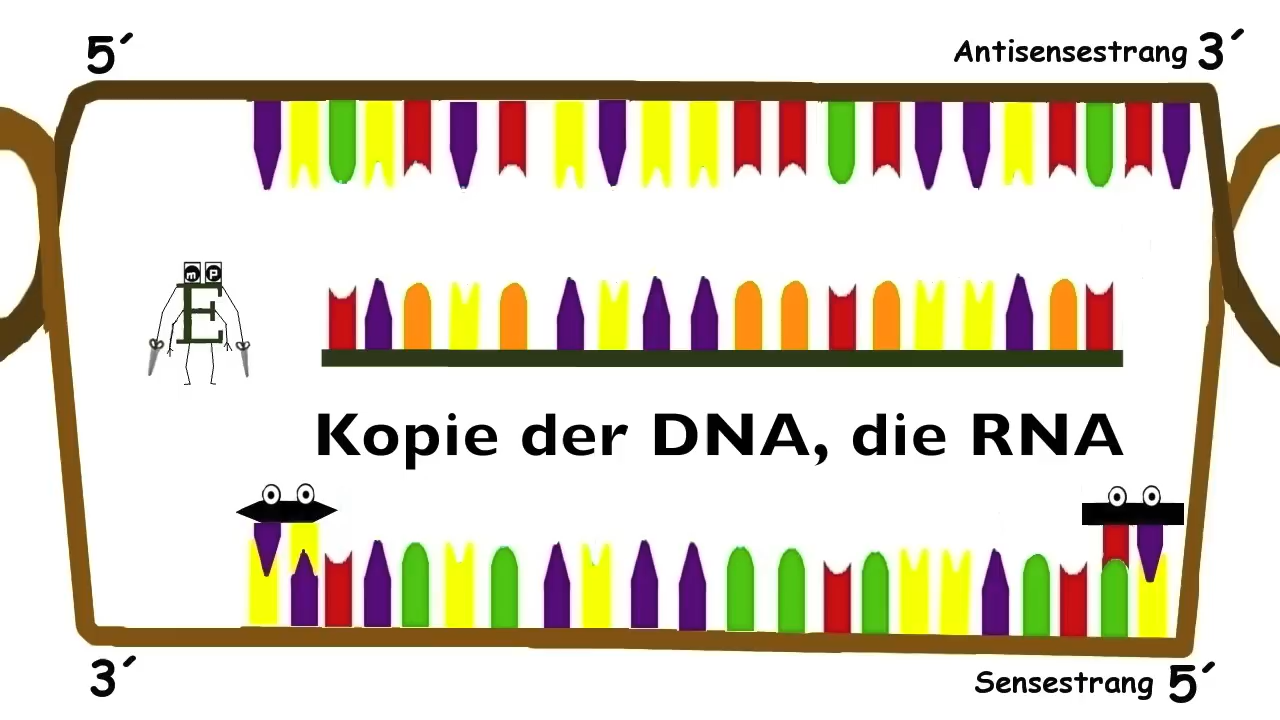 5´
Antisensestrang 3´
m P
E
Kopie der DNA, die RNA
3´
Sensestrang 5´